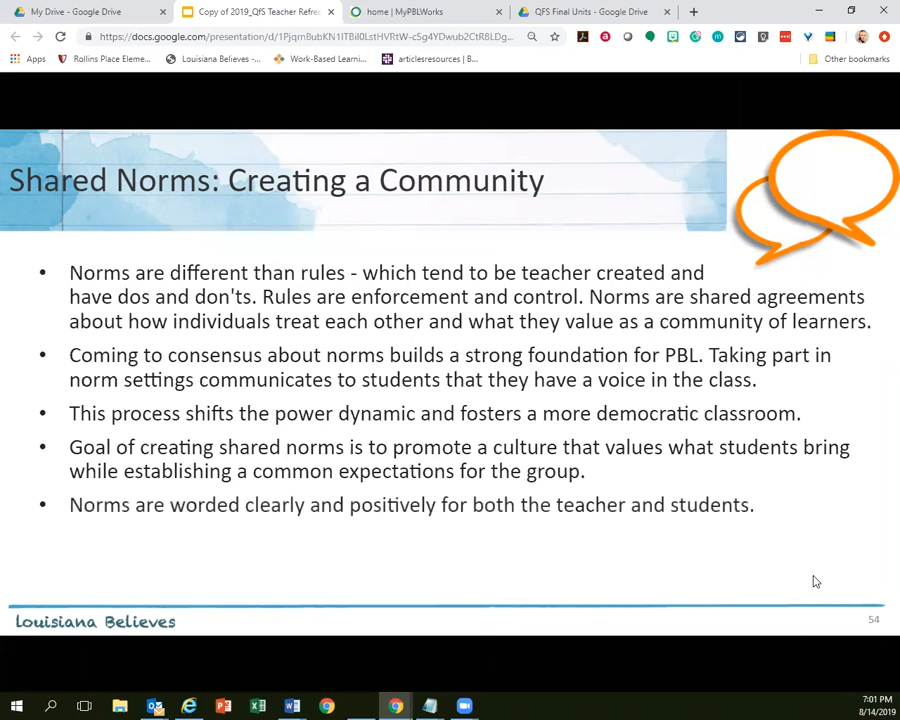 My Drive - Google Drive
Copy of 2019_QfS Teacher Refres
home | MyPBLWorks
QFS Final Units - Google Drive
Apps
Rollins Place Eleme...
Louisiana Believes -...
Work-Based Learni...
articlesresources | B...
Other bookmarks
Shared Norms: Creating a Community
• Norms are different than rules - which tend to be teacher created and
have dos and don'ts. Rules are enforcement and control. Norms are shared agreements
about how individuals treat each other and what they value as a community of learners.
• Coming to consensus about norms builds a strong foundation for PBL. Taking part in
norm settings communicates to students that they have a voice in the class.
• This process shifts the power dynamic and fosters a more democratic classroom.
• Goal of creating shared norms is to promote a culture that values what students bring
while establishing a common expectations for the group.
• Norms are worded clearly and positively for both the teacher and students.
Louisiana Believes
54
7:01 PM
8/14/2019